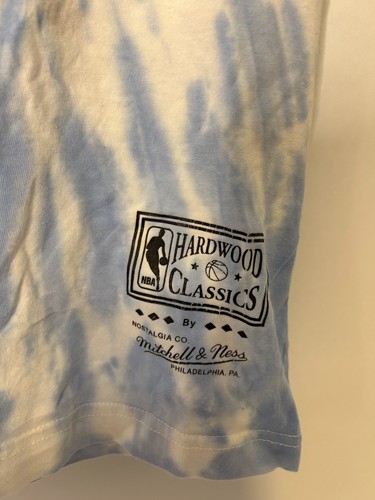 HARDWOOD
NBA
CLASSICS
By
NOSTALGIA CO.
Mitchell & Ness
PHILADELPHIA, PA.